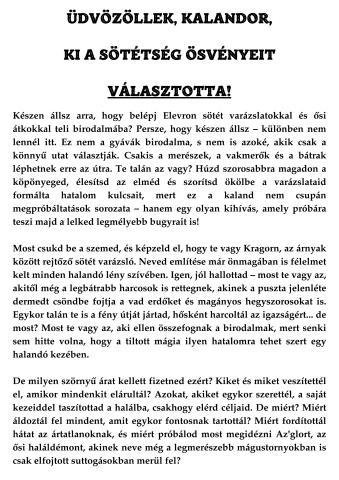 ÜDVÖZÖLLEK, KALANDOR,
KI A SÖTÉTSÉG ÖSVÉNYEIT
VÁLASZTOTTA!
Készen állsz arra, hogy belépj Elevron sötét varázslatokkal és ősi
átkokkal teli birodalmába? Persze, hogy készen állsz – különben nem
lennél itt. Ez nem a gyávák birodalma, s nem is azoké, akik csak a
könnyű utat választják. Csakis a merészek, a vakmerők és a bátrak
léphetnek erre az útra. Te talán az vagy? Húzd szorosabbra magadon a
köpönyeged, élesítsd az elméd és szorítsd ökölbe a varázslataid
formálta hatalom kulcsait, mert ez a kaland nem csupán
megpróbáltatások sorozata – hanem egy olyan kihívás, amely próbára
teszi majd a lelked legmélyebb bugyrait is!
Most csukd be a szemed, és képzeld el, hogy te vagy Kragorn, az árnyak
között rejtőző sötét varázsló. Neved említése már önmagában is félelmet
kelt minden halandó lény szívében. Igen, jól hallottad – most te vagy az,
akitől még a legbátrabb harcosok is rettegnek, akinek a puszta jelenléte
dermedt csöndbe fojtja a vad erdőket és magányos hegyszorosokat is.
Egykor talán te is a fény útját jártad, hősként harcoltál az igazságért... de
most? Most te vagy az, aki ellen összefognak a birodalmak, mert senki
sem hitte volna, hogy a tiltott mágia ilyen hatalomra tehet szert egy
halandó kezében.
De milyen szörnyű árat kellett fizetned ezért? Kiket és miket veszítettél
el, amikor mindenkit elárultál? Azokat, akiket egykor szerettél, a saját
kezeiddel taszítottad a halálba, csakhogy elérd céljaid. De miért? Miért
áldoztál fel mindent, amit egykor fontosnak tartottál? Miért fordítottál
hátat az ártatlanoknak, és miért próbálod most megidézni Az'glort, az
ősi haláldémont, akinek neve még a legmerészebb mágustornyokban is
csak elfojtott suttogásokban merül fel?